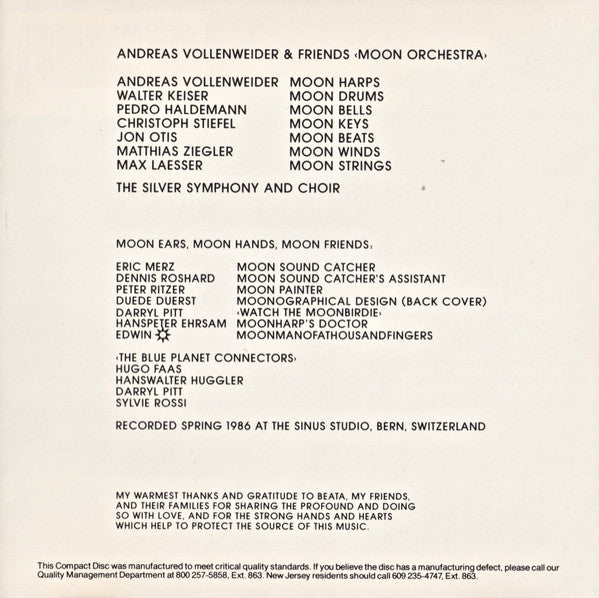 ANDREAS VOLLENWEIDER & FRIENDS ‹MOON ORCHESTRA›
ANDREAS VOLLENWEIDER MOON HARPS
WALTER KEISER MOON DRUMS
PEDRO HALDEMANN MOON BELLS
CHRISTOPH STIEFEL MOON KEYS
JON OTIS MOON BEATS
MATTHIAS ZIEGLER MOON WINDS
MAX LAESSER MOON STRINGS
THE SILVER SYMPHONY AND CHOIR
MOON EARS, MOON HANDS, MOON FRIENDS:
ERIC MERZ MOON SOUND CATCHER
DENNIS ROSHARD MOON SOUND CATCHER'S ASSISTANT
PETER RITZER MOON PAINTER
DUEDE DUERST MOONOGRAPHICAL DESIGN (BACK COVER)
DARRYL PITT ‹WATCH THE MOONBIRDIE›
HANSPETER EHRSAM MOONHARP'S DOCTOR
EDWIN MOONMANOFATHOUSANDFINGERS
‹THE BLUE PLANET CONNECTORS›
HUGO FAAS
HANSWALTER HUGGLER
DARRYL PITT
SYLVIE ROSSI
RECORDED SPRING 1986 AT THE SINUS STUDIO, BERN, SWITZERLAND
MY WARMEST THANKS AND GRATITUDE TO BEATA, MY FRIENDS,
AND THEIR FAMILIES FOR SHARING THE PROFOUND AND DOING
SO WITH LOVE, AND FOR THE STRONG HANDS AND HEARTS
WHICH HELP TO PROTECT THE SOURCE OF THIS MUSIC.
This Compact Disc was manufactured to meet critical quality standards. If you believe the disc has a manufacturing defect, please call our
Quality Management Department at 800 257-5858, Ext. 863. New Jersey residents should call 609 235-4747, Ext. 863.